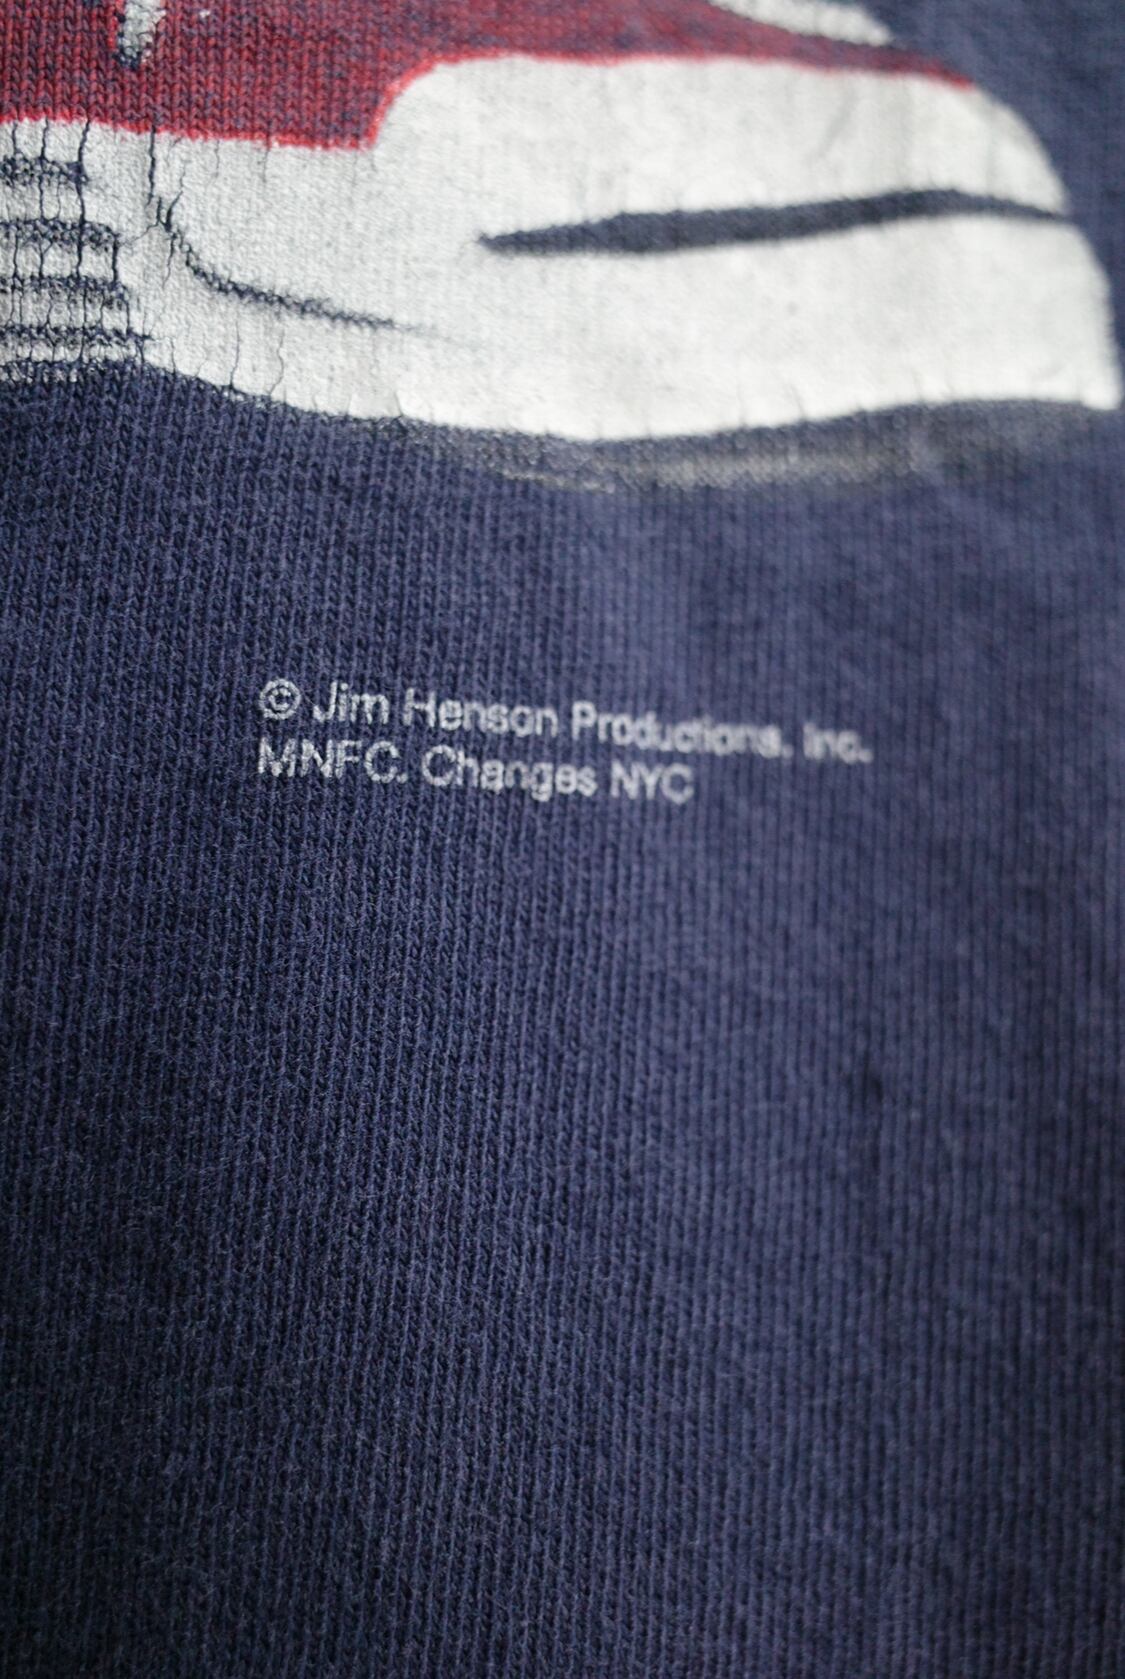 © Jim Henson Productions, Inc.
MNFC. Changes NYC